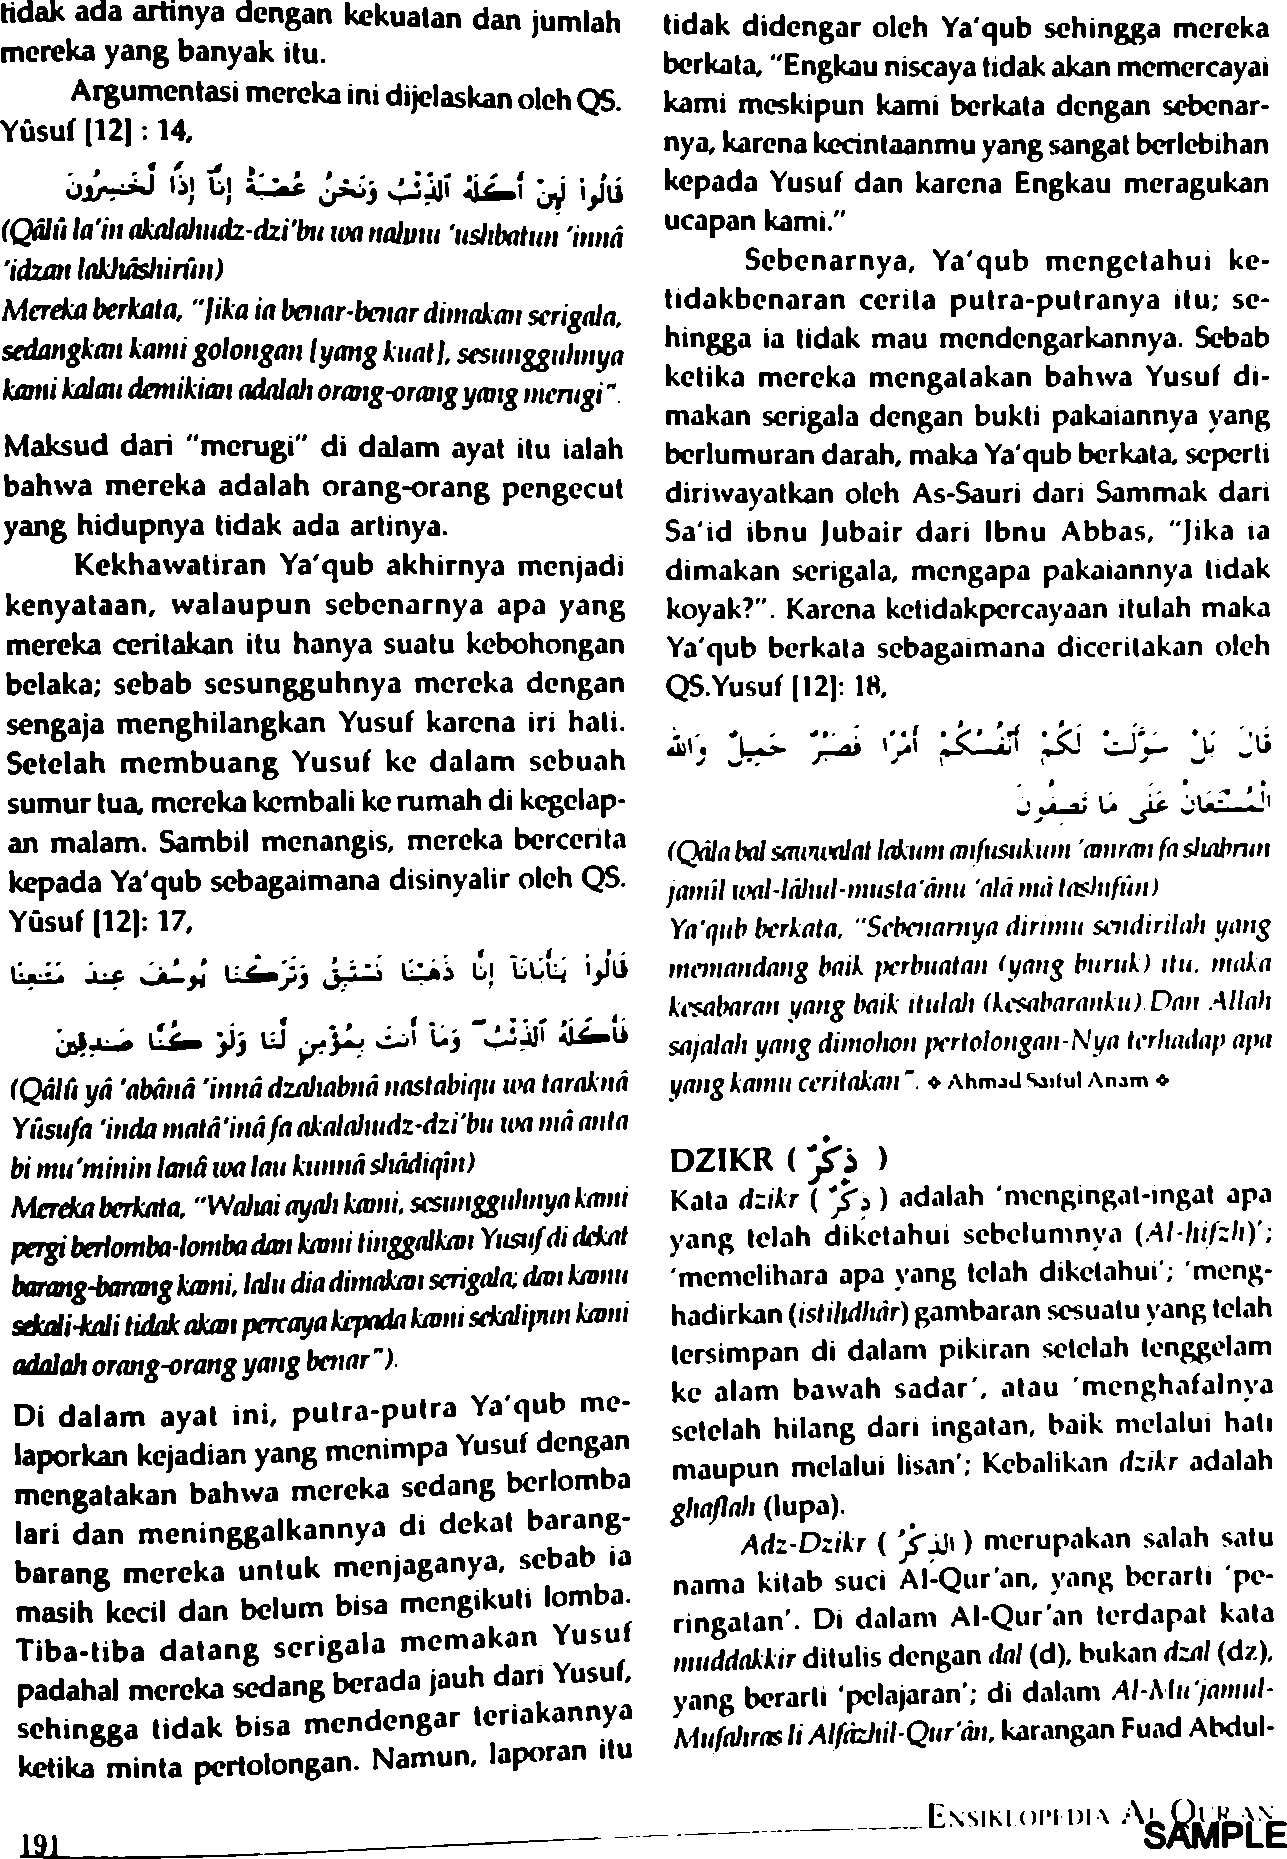 tidak ada artinya dengan kekuatan dan jumlah
mereka yang banyak itu.
Argumentasi mereka ini dijelaskan oleh QS.
Yûsuf [12] : 14,
قَالُوا۟ لَئِنْ أَكَلَهُ ٱلذِّئْبُ وَنَحْنُ عُصْبَةٌ إِنَّآ إِذًا لَّخَـٰسِرُونَ
(Qâlû la'in akalahudz-dzi'bu wa nahnu 'ushbatun 'innâ
'idzan lakhâshirûn)
Mereka berkata, "Jika ia benar-benar dimakan serigala,
sedangkan kami golongan [yang kuat], sesungguhnya
kami kalau demikian adalah orang-orang yang merugi".
Maksud dari "merugi" di dalam ayat itu ialah
bahwa mereka adalah orang-orang pengecut
yang hidupnya tidak ada artinya.
Kekhawatiran Ya'qub akhirnya menjadi
kenyataan, walaupun sebenarnya apa yang
mereka ceritakan itu hanya suatu kebohongan
belaka; sebab sesungguhnya mereka dengan
sengaja menghilangkan Yusuf karena iri hati.
Setelah membuang Yusuf ke dalam sebuah
sumur tua, mereka kembali ke rumah di kegelap-
an malam. Sambil menangis, mereka bercerita
kepada Ya'qub sebagaimana disinyalir oleh QS.
Yûsuf [12]: 17,
قَالُوا۟ يَـٰٓأَبَانَآ إِنَّا ذَهَبْنَا نَسْتَبِقُ وَتَرَكْنَا يُوسُفَ عِندَ مَتَـٰعِنَا
فَأَكَلَهُ ٱلذِّئْبُ ۖ وَمَآ أَنتَ بِمُؤْمِنٍ لَّنَا وَلَوْ كُنَّا صَـٰدِقِينَ
(Qâlû yâ 'abânâ 'innâ dzahabnâ nastabiqu wa taraknâ
Yûsufa 'inda matâ'inâ fa akalahudz-dzi'bu wa mâ anta
bi mu'minin lanâ wa lau kunnâ shâdiqîn)
Mereka berkata, "Wahai ayah kami, sesungguhnya kami
pergi berlomba-lomba dan kami tinggalkan Yusuf di dekat
barang-barang kami, lalu dia dimakan serigala; dan kamu
sekali-kali tidak akan percaya kepada kami sekalipun kami
adalah orang-orang yang benar").
Di dalam ayat ini, putra-putra Ya'qub me-
laporkan kejadian yang menimpa Yusuf dengan
mengatakan bahwa mereka sedang berlomba
lari dan meninggalkannya di dekat barang-
barang mereka untuk menjaganya, sebab ia
masih kecil dan belum bisa mengikuti lomba.
Tiba-tiba datang serigala memakan Yusuf
padahal mereka sedang berada jauh dari Yusuf,
sehingga tidak bisa mendengar teriakannya
ketika minta pertolongan. Namun, laporan itu
tidak didengar oleh Ya'qub sehingga mereka
berkata, "Engkau niscaya tidak akan memercayai
kami meskipun kami berkata dengan sebenar-
nya, karena kecintaanmu yang sangat berlebihan
kepada Yusuf dan karena Engkau meragukan
ucapan kami."
Sebenarnya, Ya'qub mengetahui ke-
tidakbenaran cerita putra-putranya itu; se-
hingga ia tidak mau mendengarkannya. Sebab
ketika mereka mengatakan bahwa Yusuf di-
makan serigala dengan bukti pakaiannya yang
berlumuran darah, maka Ya'qub berkata, seperti
diriwayatkan oleh As-Sauri dari Sammak dari
Sa'id ibnu Jubair dari Ibnu Abbas, "Jika ia
dimakan serigala, mengapa pakaiannya tidak
koyak?". Karena ketidakpercayaan itulah maka
Ya'qub berkata sebagaimana diceritakan oleh
QS.Yusuf [12]: 18,
قَالَ بَلْ سَوَّلَتْ لَكُمْ أَنْفُسُكُمْ أَمْرًا فَصَبْرٌ جَمِيلٌ وَاللهُ
الْمُسْتَعَانُ عَلَى مَا تَصِفُونَ
(Qâla bal sawwalat lakum anfusukum 'amran fa shabrun
jamîl wal-lâhul-musta'ânu 'alâ mâ tashifûn)
Ya'qub berkata, "Sebenarnya dirimu sendirilah yang
memandang baik perbuatan (yang buruk) itu, maka
kesabaran yang baik itulah (kesabaranku). Dan Allah
sajalah yang dimohon pertolongan-Nya terhadap apa
yang kamu ceritakan". ❖ Ahmad Saiful Anam ❖
DZIKR ( ذِكْرٌ )
Kata dzikr ( ذِكْرٌ ) adalah 'mengingat-ingat apa
yang telah diketahui sebelumnya (Al-hifzh)';
'memelihara apa yang telah diketahui'; 'meng-
hadirkan (istihdhâr) gambaran sesuatu yang telah
tersimpan di dalam pikiran setelah tenggelam
ke alam bawah sadar', atau 'menghafalnya
setelah hilang dari ingatan, baik melalui hati
maupun melalui lisan'; Kebalikan dzikr adalah
ghaflah (lupa).
Adz-Dzikr ( الذِّكْرُ ) merupakan salah satu
nama kitab suci Al-Qur'an, yang berarti 'pe-
ringatan'. Di dalam Al-Qur'an terdapat kata
muddakkir ditulis dengan dal (d), bukan dzal (dz),
yang berarti 'pelajaran'; di dalam Al-Mu'jamul-
Mufahras li Alfâzhil-Qur'ân, karangan Fuad Abdul-
ENSIKLOPEDIA AL QUR'AN
SAMPLE
191